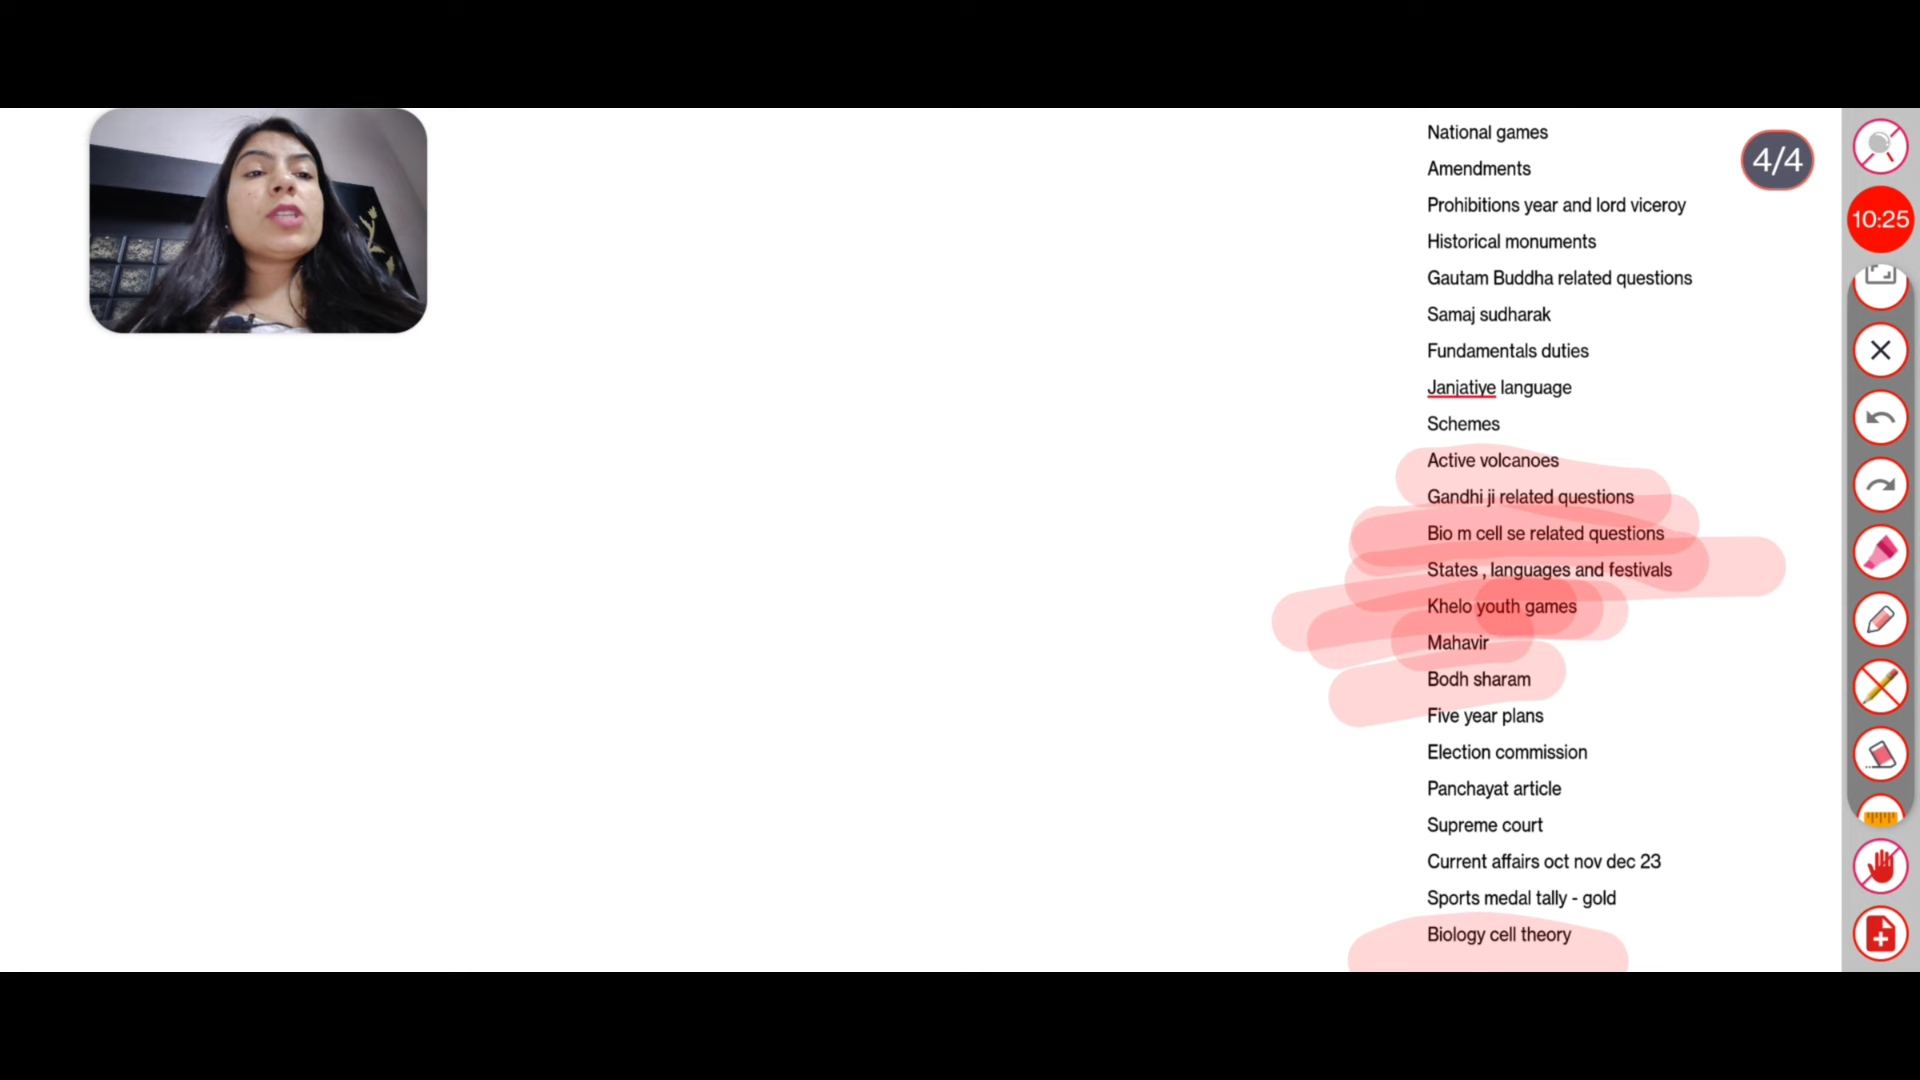 National games
4/4
Amendments
Prohibitions year and lord viceroy
10:25
Historical monuments
Gautam Buddha related questions
Samaj sudharak
Fundamentals duties
Janjatiye language
Schemes
Active volcanoes
Gandhi ji related questions
Bio m cell se related questions
States , languages and festivals
Khelo youth games
Mahavir
Bodh sharam
Five year plans
Election commission
Panchayat article
Supreme court
Current affairs oct nov dec 23
Sports medal tally - gold
Biology cell theory